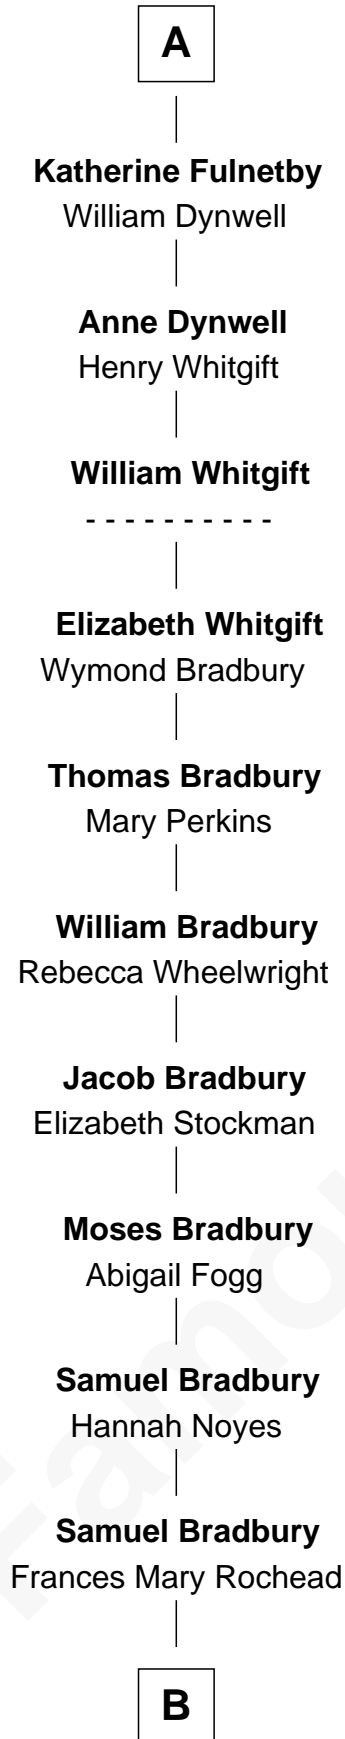 A
Katherine Fulnetby
William Dynwell
Anne Dynwell
Henry Whitgift
William Whitgift
- - - - - - - - - -
Elizabeth Whitgift
Wymond Bradbury
Thomas Bradbury
Mary Perkins
William Bradbury
Rebecca Wheelwright
Jacob Bradbury
Elizabeth Stockman
Moses Bradbury
Abigail Fogg
Samuel Bradbury
Hannah Noyes
Samuel Bradbury
Frances Mary Rochead
B
Famo